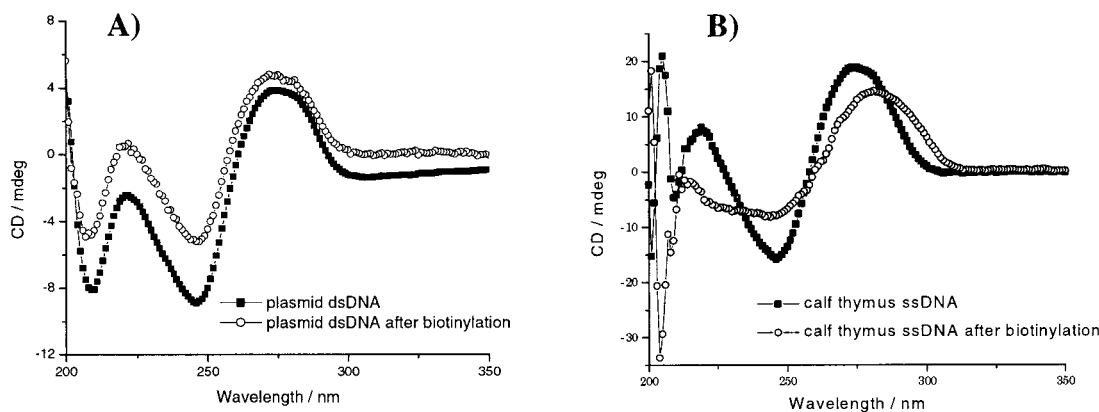 A)
4
0
-4
-8
-12
CD / mdeg
plasmid dsDNA
plasmid dsDNA after biotinylation
200
250
300
350
Wavelength / nm
B)
20
10
0
-10
-20
-30
CD / mdeg
calf thymus ssDNA
calf thymus ssDNA after biotinylation
200
250
300
350
Wavelength / nm